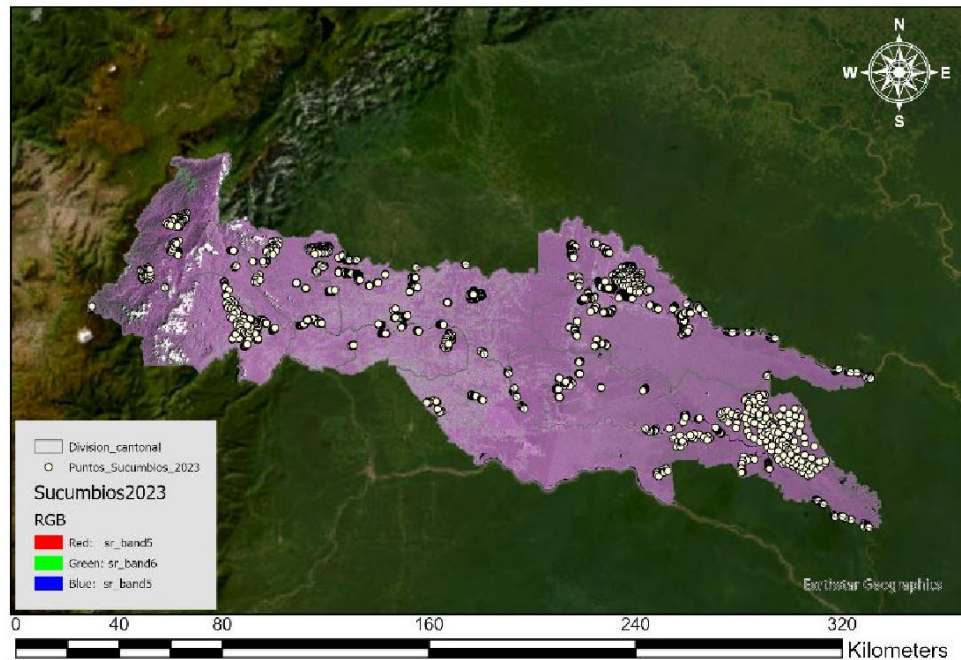 N
W E
S
Division_cantonal
Puntos_Sucumbios_2023
Sucumbios2023
RGB
Red: sr_band5
Green: sr_band6
Blue: sr_band5
Earthstar Geographics
0 40 80 160 240 320
Kilometers